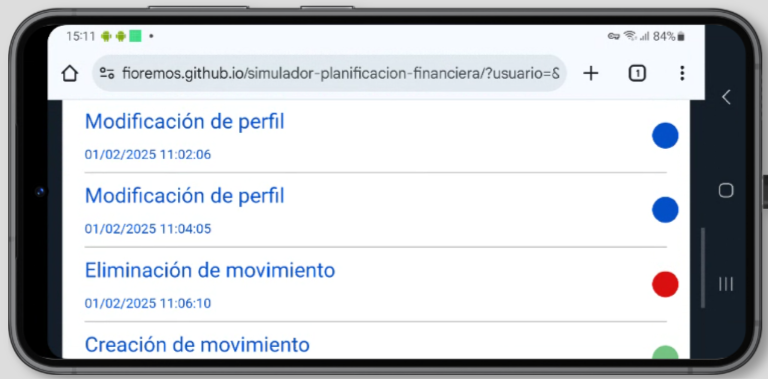 15:11
84%
fioremos.github.io/simulador-planificacion-financiera/?usuario=&
1
Modificación de perfil
01/02/2025 11:02:06
Modificación de perfil
01/02/2025 11:04:05
Eliminación de movimiento
01/02/2025 11:06:10
Creación de movimiento